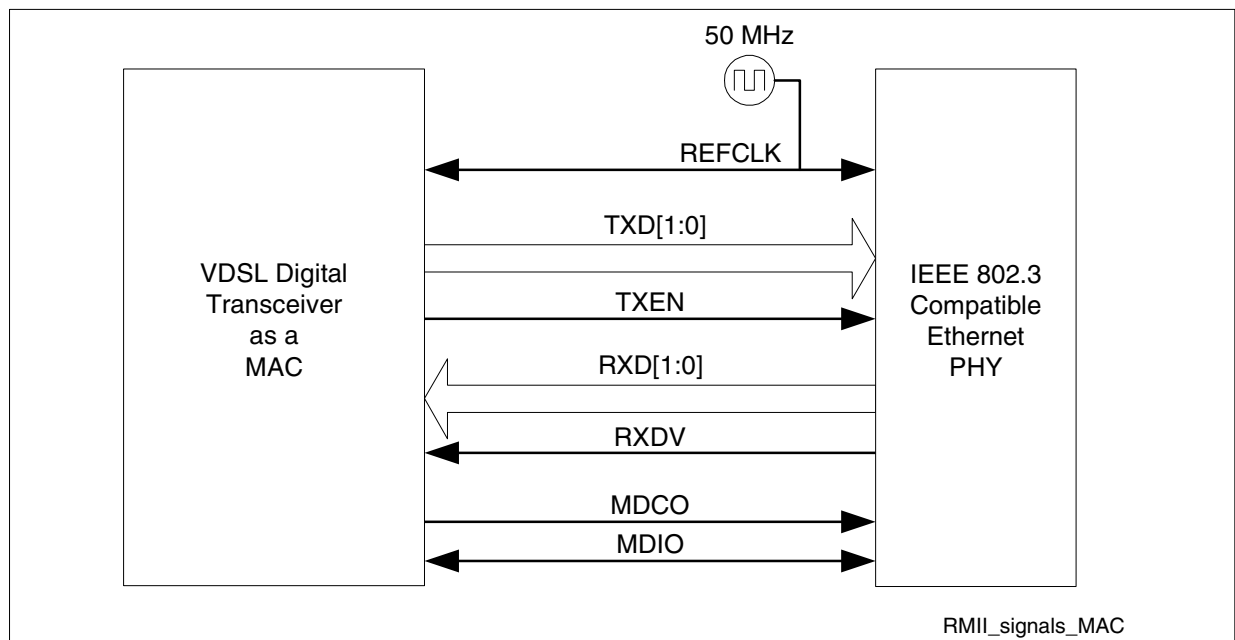 50 MHz
REFCLK
TXD[1:0]
VDSL Digital
Transceiver
as a
MAC
IEEE 802.3
Compatible
Ethernet
PHY
TXEN
RXD[1:0]
RXDV
MDCO
MDIO
RMII_signals_MAC